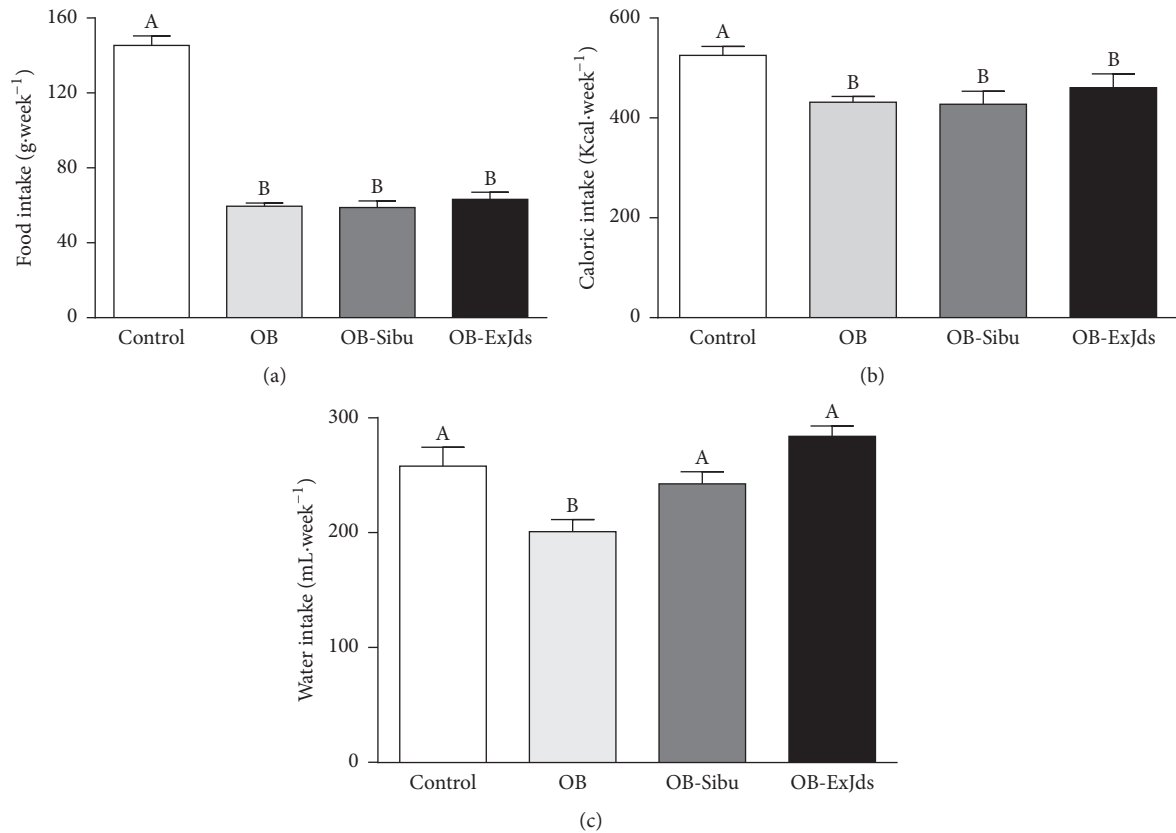 160
120
80
40
0
Food intake (g·week⁻¹)
A
B
B
B
Control
OB
OB-Sibu
OB-ExJds
(a)
600
400
200
0
Caloric intake (Kcal·week⁻¹)
A
B
B
B
Control
OB
OB-Sibu
OB-ExJds
(b)
300
200
100
0
Water intake (mL·week⁻¹)
A
B
A
A
Control
OB
OB-Sibu
OB-ExJds
(c)